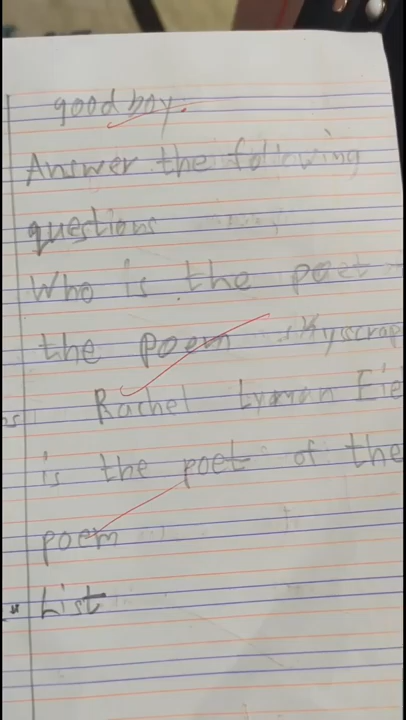 good boy.
Answer the following
questions
Who is the poet
the poem skyscrap
Rachel Lyman Fie
is the poet of the
poem
List